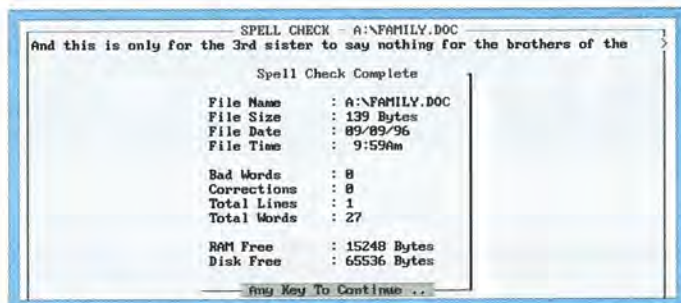 SPELL CHECK - A:\FAMILY.DOC
And this is only for the 3rd sister to say nothing for the brothers of the >
Spell Check Complete
File Name : A:\FAMILY.DOC
File Size : 139 Bytes
File Date : 09/09/96
File Time : 9:59Am
Bad Words : 0
Corrections : 0
Total Lines : 1
Total Words : 27
RAM Free : 15248 Bytes
Disk Free : 65536 Bytes
Any Key To Continue ..